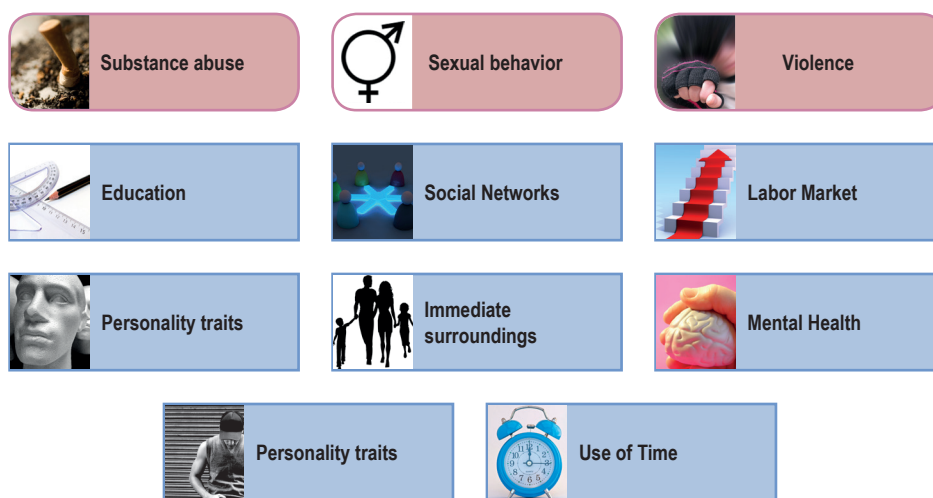 Substance abuse
Sexual behavior
Violence
Education
Social Networks
Labor Market
Personality traits
Immediate
surroundings
Mental Health
Personality traits
Use of Time